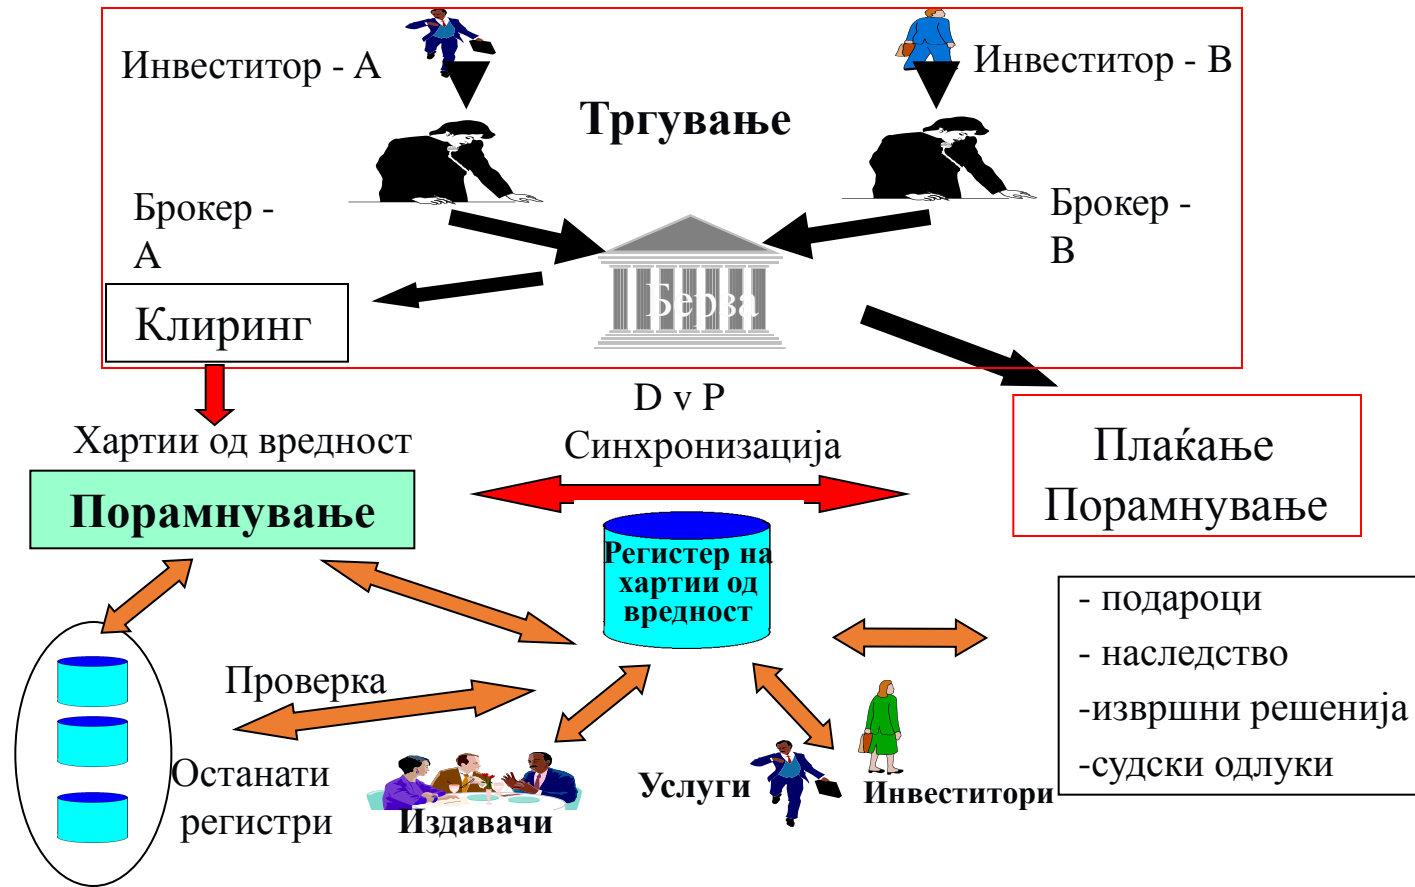 Инвеститор - А
Инвеститор - В
Тргување
Брокер -
А
Брокер -
В
Берза
Клиринг
D v P
Синхронизација
Хартии од вредност
Порамнување
Плаќање
Порамнување
Регистер на
хартии од
вредност
- подароци
- наследство
-извршни решенија
-судски одлуки
Проверка
Останати
регистри
Издавачи
Услуги
Инвеститори